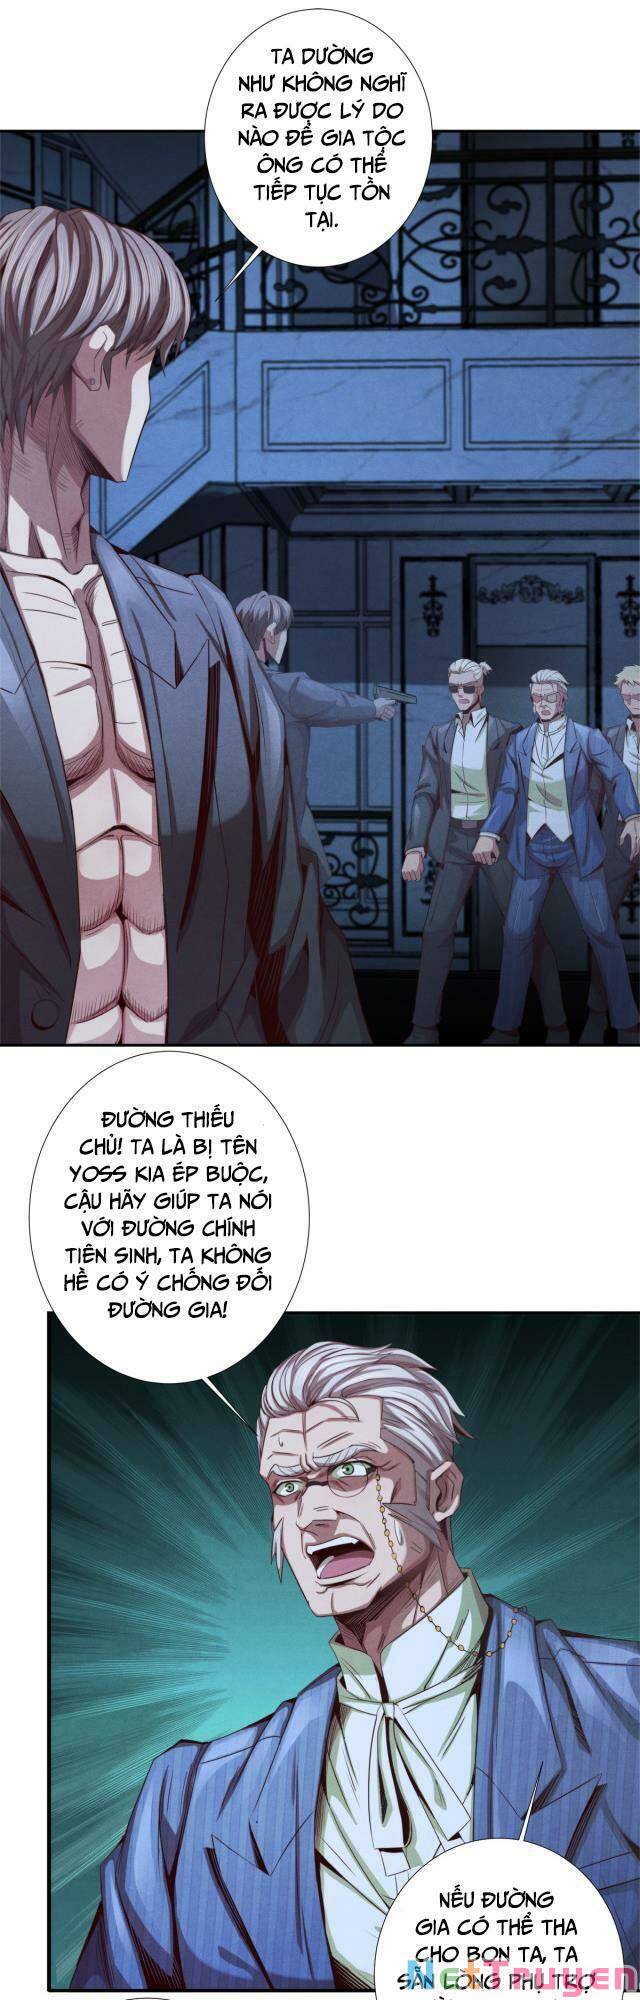 TA DƯỜNG
NHƯ KHÔNG NGHĨ
RA ĐƯỢC LÝ DO
NÀO ĐỂ GIA TỘC
ÔNG CÓ THỂ
TIẾP TỤC TỒN
TẠI.
ĐƯỜNG THIẾU
CHỦ! TA LÀ BỊ TÊN
YOSS KIA ÉP BUỘC,
CẬU HÃY GIÚP TA NÓI
VỚI ĐƯỜNG CHÍNH
TIÊN SINH, TA KHÔNG
HỀ CÓ Ý CHỐNG ĐỐI
ĐƯỜNG GIA!
NẾU ĐƯỜNG
GIA CÓ THỂ THA
CHO BỌN TA, TA
SẴN LÒNG PHỤ TRỢ
NetTruyen